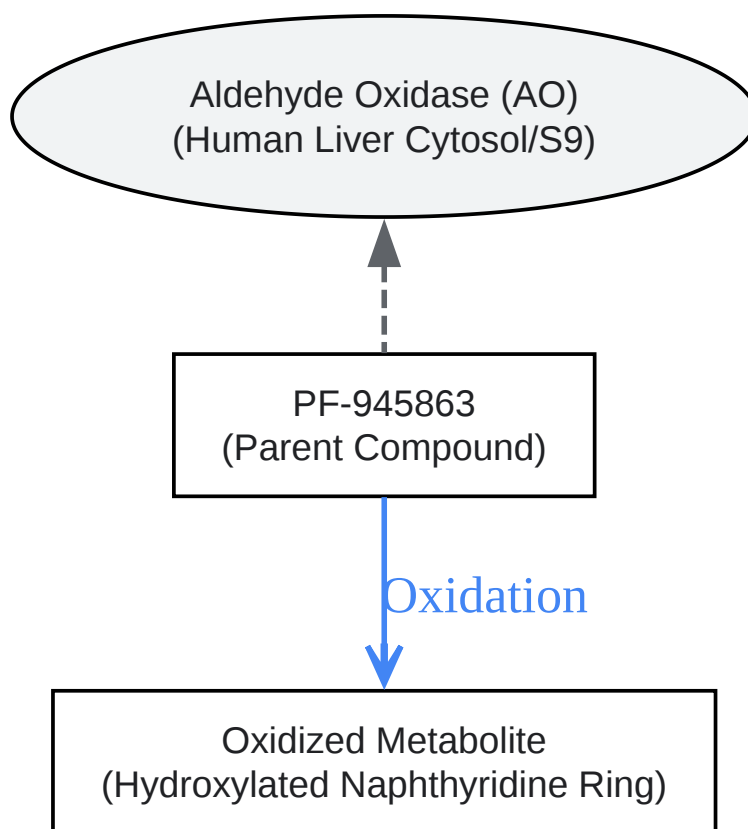 Aldehyde Oxidase (AO)
(Human Liver Cytosol/S9)
PF-945863
(Parent Compound)
Oxidation
Oxidized Metabolite
(Hydroxylated Naphthyridine Ring)